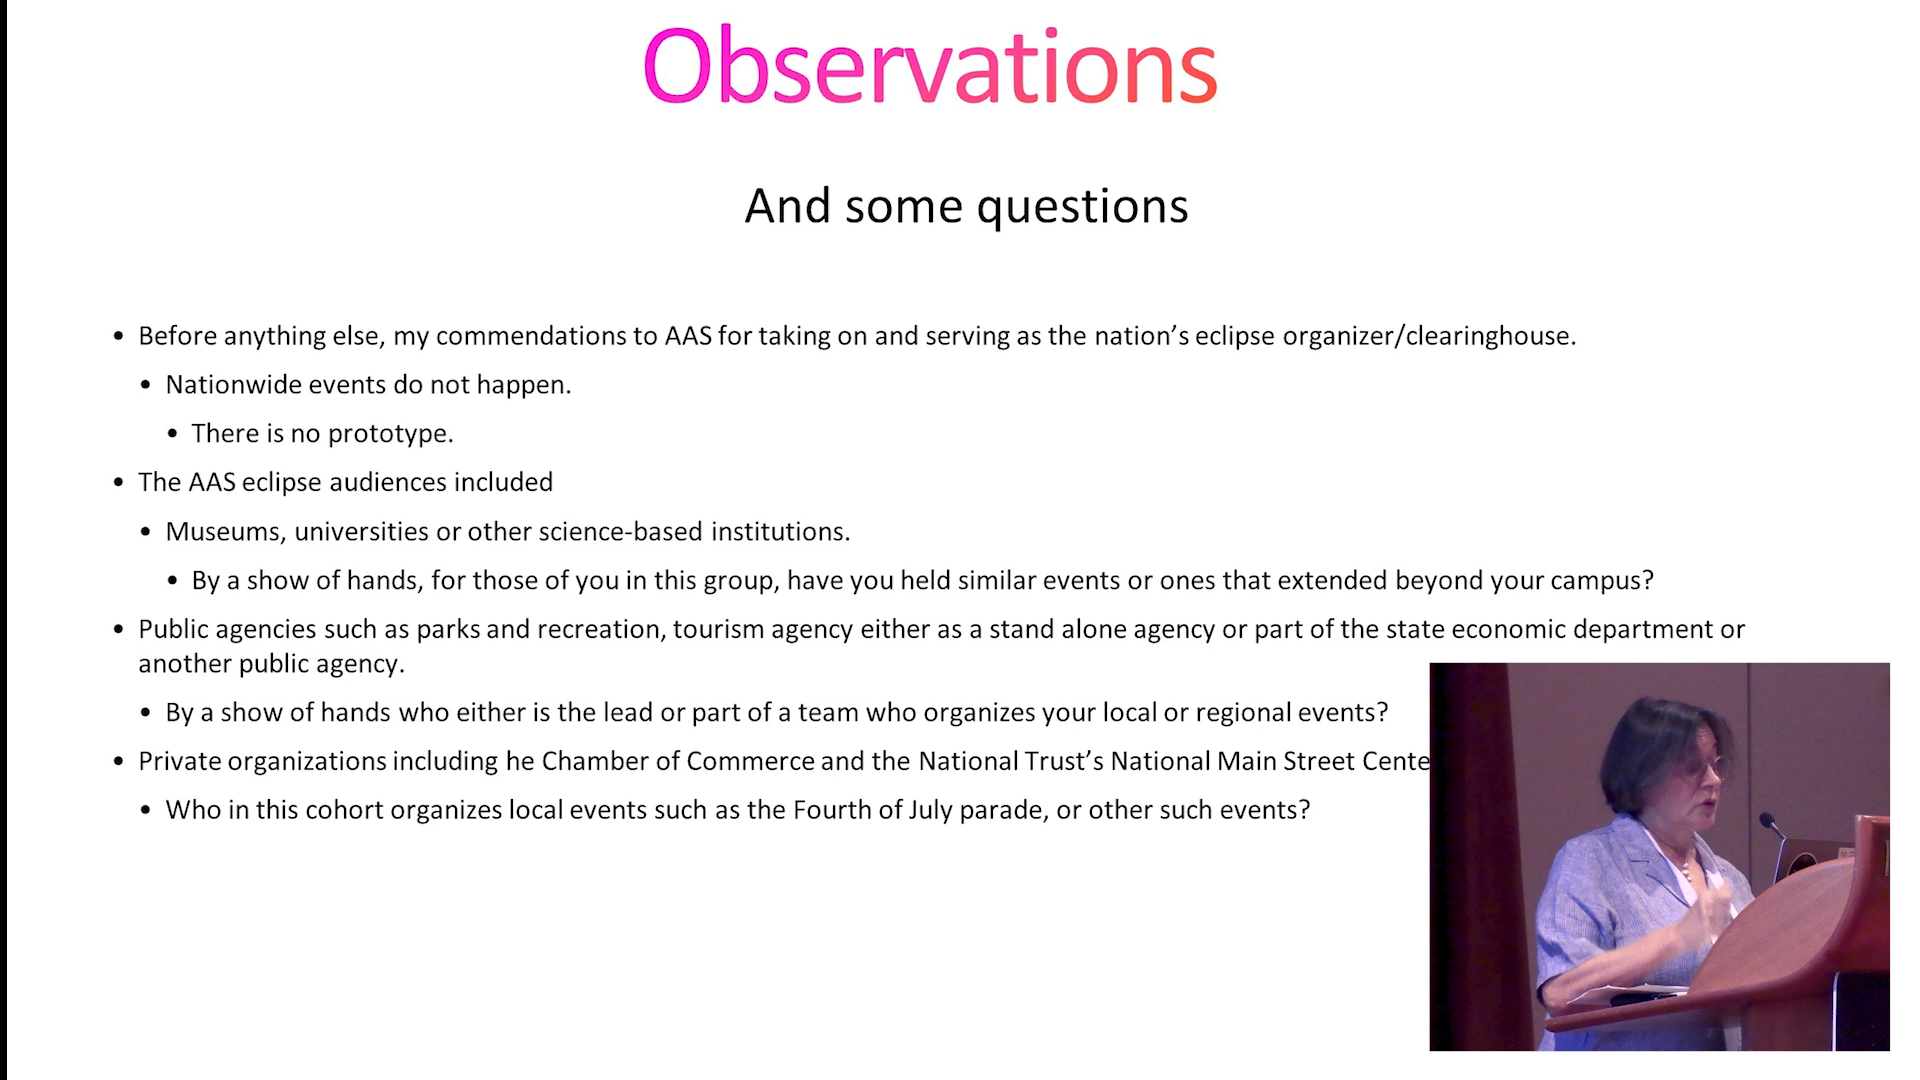 Observations
And some questions
• Before anything else, my commendations to AAS for taking on and serving as the nation’s eclipse organizer/clearinghouse.
• Nationwide events do not happen.
• There is no prototype.
• The AAS eclipse audiences included
• Museums, universities or other science-based institutions.
• By a show of hands, for those of you in this group, have you held similar events or ones that extended beyond your campus?
• Public agencies such as parks and recreation, tourism agency either as a stand alone agency or part of the state economic department or
another public agency.
• By a show of hands who either is the lead or part of a team who organizes your local or regional events?
• Private organizations including he Chamber of Commerce and the National Trust’s National Main Street Cente
• Who in this cohort organizes local events such as the Fourth of July parade, or other such events?